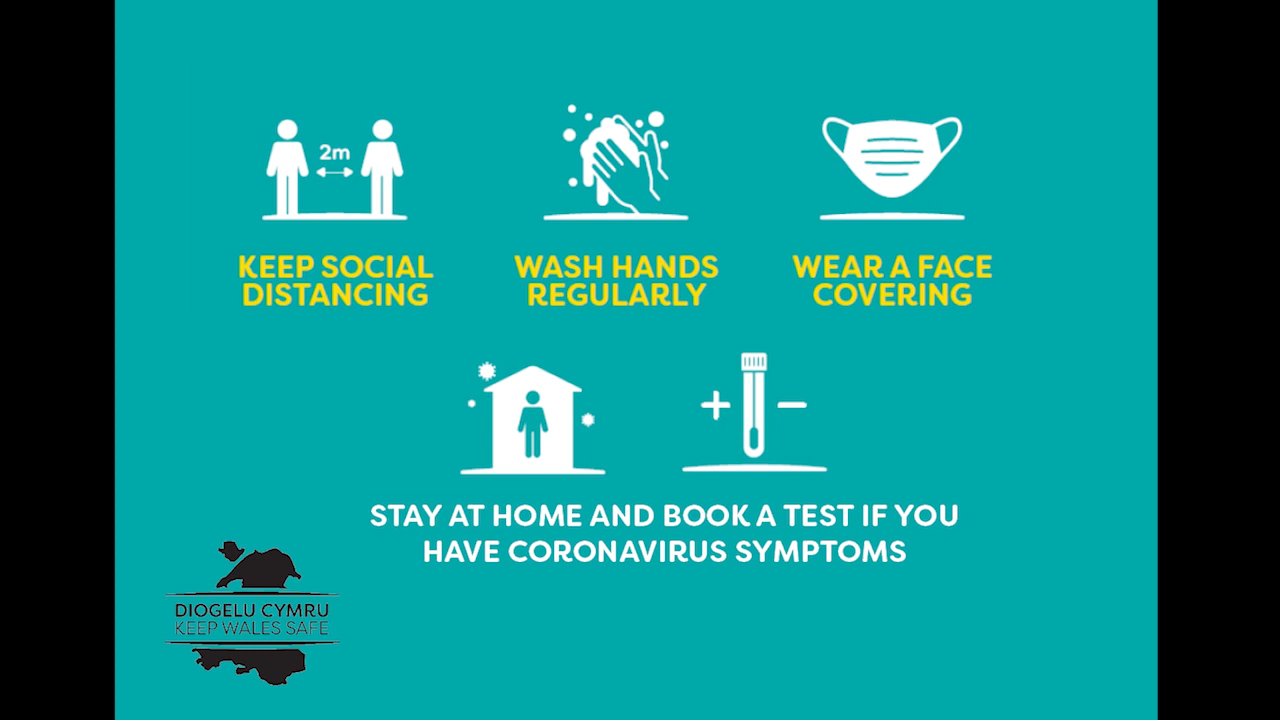 2m
KEEP SOCIAL
DISTANCING
WASH HANDS
REGULARLY
WEAR A FACE
COVERING
STAY AT HOME AND BOOK A TEST IF YOU
HAVE CORONAVIRUS SYMPTOMS
DIOGELU CYMRU
KEEP WALES SAFE